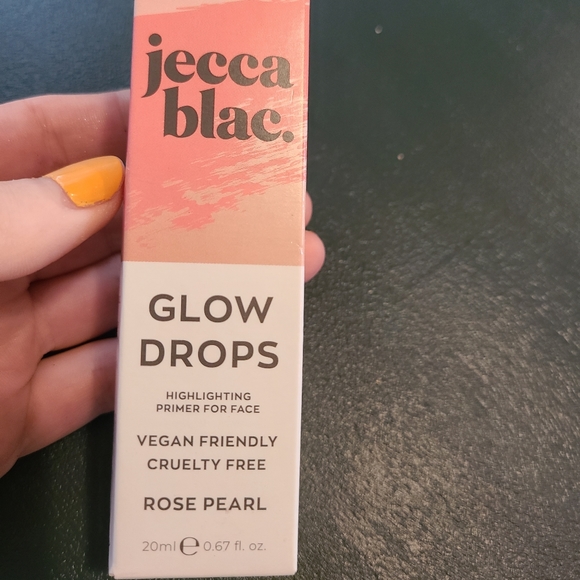 jecca
blac.
GLOW
DROPS
HIGHLIGHTING
PRIMER FOR FACE
VEGAN FRIENDLY
CRUELTY FREE
ROSE PEARL
20ml ℮ 0.67 fl. oz.